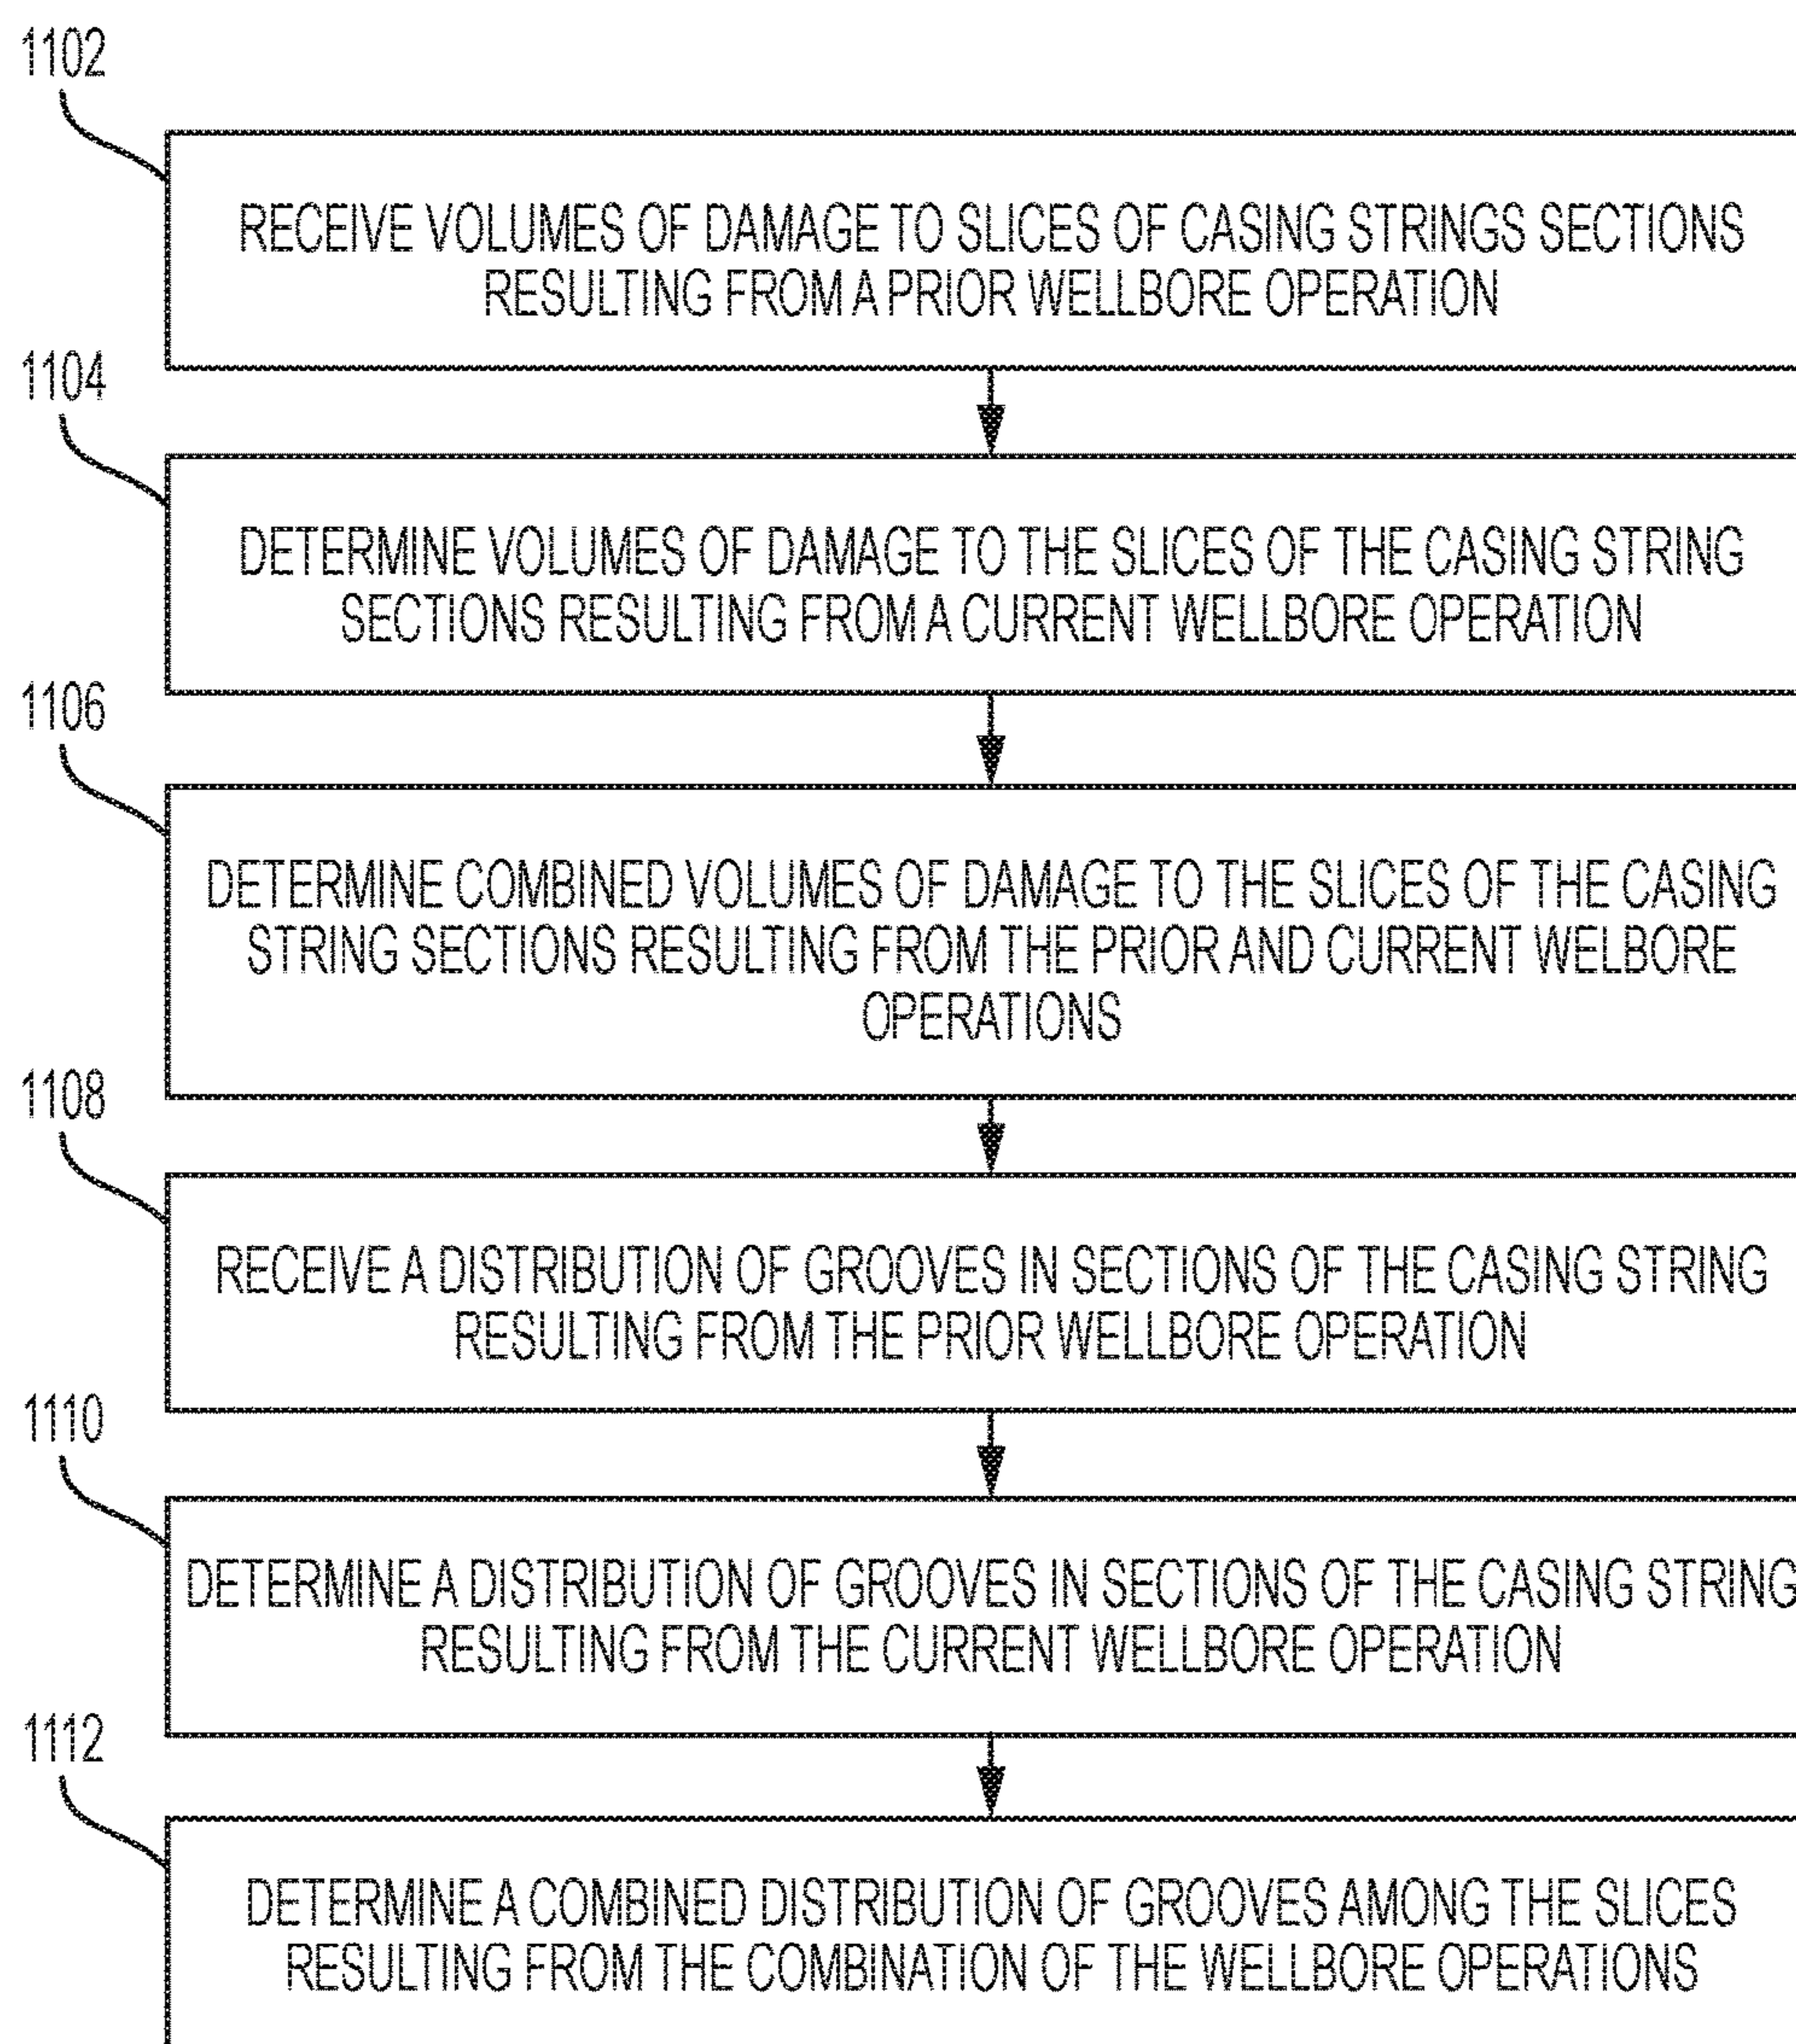 1102
RECEIVE VOLUMES OF DAMAGE TO SLICES OF CASING STRINGS SECTIONS
RESULTING FROM A PRIOR WELLBORE OPERATION
1104
DETERMINE VOLUMES OF DAMAGE TO THE SLICES OF THE CASING STRING
SECTIONS RESULTING FROM A CURRENT WELLBORE OPERATION
1106
DETERMINE COMBINED VOLUMES OF DAMAGE TO THE SLICES OF THE CASING
STRING SECTIONS RESULTING FROM THE PRIOR AND CURRENT WELBORE
OPERATIONS
1108
RECEIVE A DISTRIBUTION OF GROOVES IN SECTIONS OF THE CASING STRING
RESULTING FROM THE PRIOR WELLBORE OPERATION
1110
DETERMINE A DISTRIBUTION OF GROOVES IN SECTIONS OF THE CASING STRING
RESULTING FROM THE CURRENT WELLBORE OPERATION
1112
DETERMINE A COMBINED DISTRIBUTION OF GROOVES AMONG THE SLICES
RESULTING FROM THE COMBINATION OF THE WELLBORE OPERATIONS